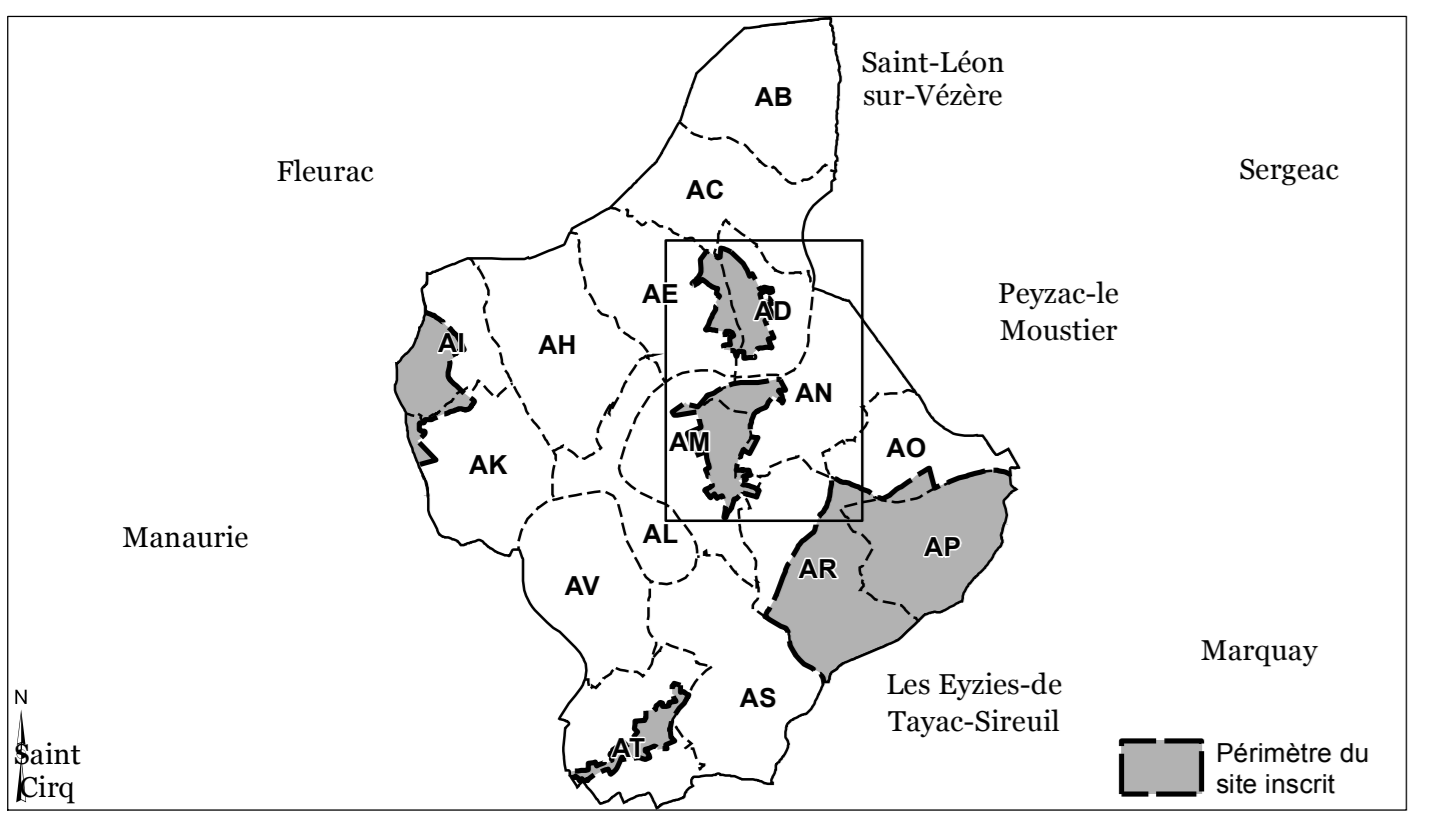 AB
Saint-Léon
sur-Vézère
Fleurac
Sergeac
AC
AE
AD
Peyzac-le
Moustier
AI
AH
AN
AM
AO
AK
Manaurie
AL
AP
AR
AV
Marquay
AS
Les Eyzies-de
Tayac-Sireuil
N
AT
Saint
Cirq
Périmètre du
site inscrit